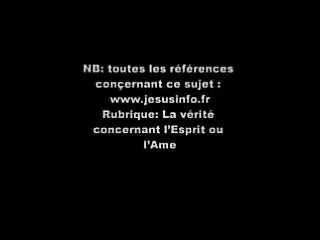 NB: toutes les références
conçernant ce sujet :
www.jesusinfo.fr
Rubrique: La vérité
concernant l'Esprit ou
l'Ame